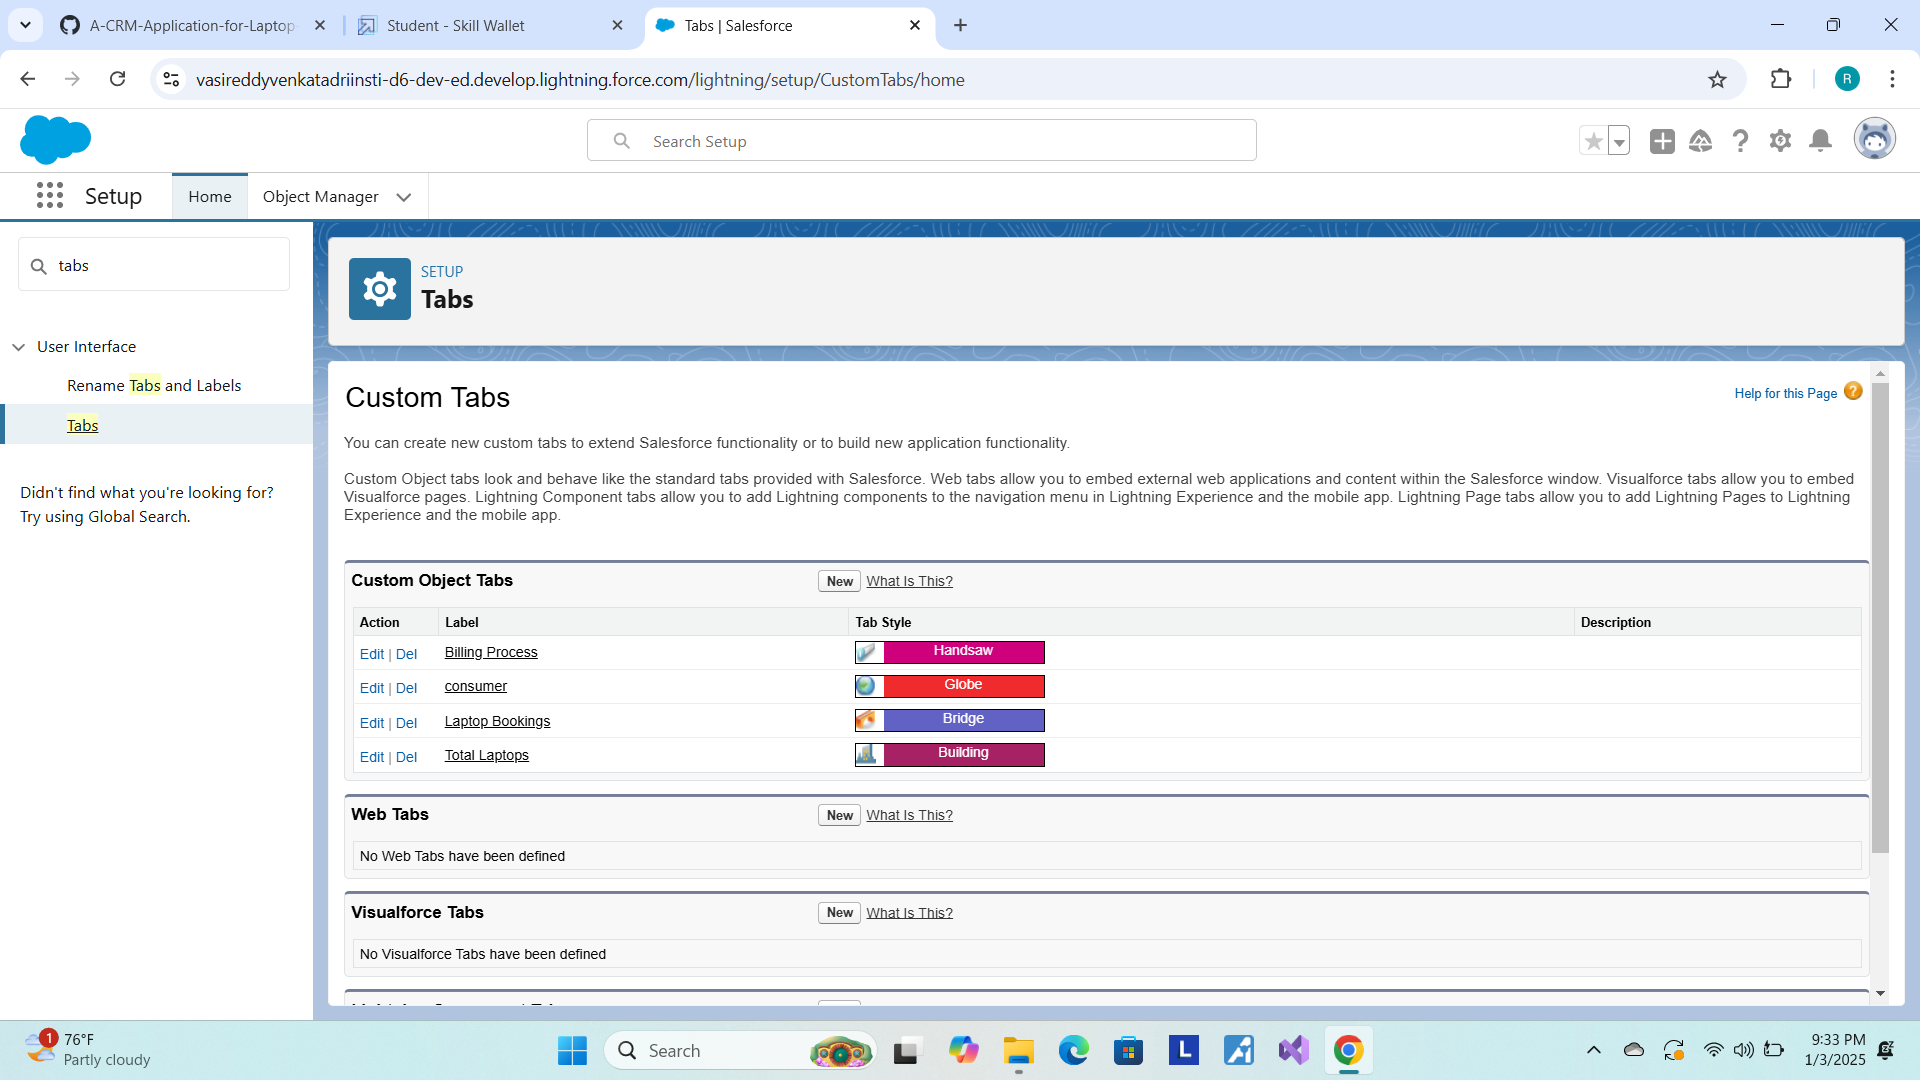 A-CRM-Application-for-Laptop-
Student - Skill Wallet
Tabs | Salesforce
vasireddyvenkatadriinsti-d6-dev-ed.develop.lightning.force.com/lightning/setup/CustomTabs/home
R
Search Setup
Setup
Home
Object Manager
tabs
User Interface
Rename Tabs and Labels
Tabs
Didn't find what you're looking for?
Try using Global Search.
SETUP
Tabs
Custom Tabs
Help for this Page
You can create new custom tabs to extend Salesforce functionality or to build new application functionality.
Custom Object tabs look and behave like the standard tabs provided with Salesforce. Web tabs allow you to embed external web applications and content within the Salesforce window. Visualforce tabs allow you to embed
Visualforce pages. Lightning Component tabs allow you to add Lightning components to the navigation menu in Lightning Experience and the mobile app. Lightning Page tabs allow you to add Lightning Pages to Lightning
Experience and the mobile app.
Custom Object Tabs New What Is This?
Action Label Tab Style Description
Edit | Del Billing Process Handsaw
Edit | Del consumer Globe
Edit | Del Laptop Bookings Bridge
Edit | Del Total Laptops Building
Web Tabs New What Is This?
No Web Tabs have been defined
Visualforce Tabs New What Is This?
No Visualforce Tabs have been defined
1
76°F
Partly cloudy
Search
L
9:33 PM
1/3/2025